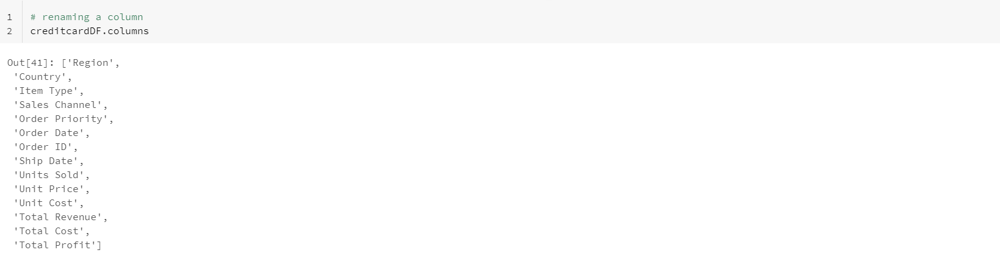 1 # renaming a column
2 creditcardDF.columns
Out[41]: ['Region',
'Country',
'Item Type',
'Sales Channel',
'Order Priority',
'Order Date',
'Order ID',
'Ship Date',
'Units Sold',
'Unit Price',
'Unit Cost',
'Total Revenue',
'Total Cost',
'Total Profit']